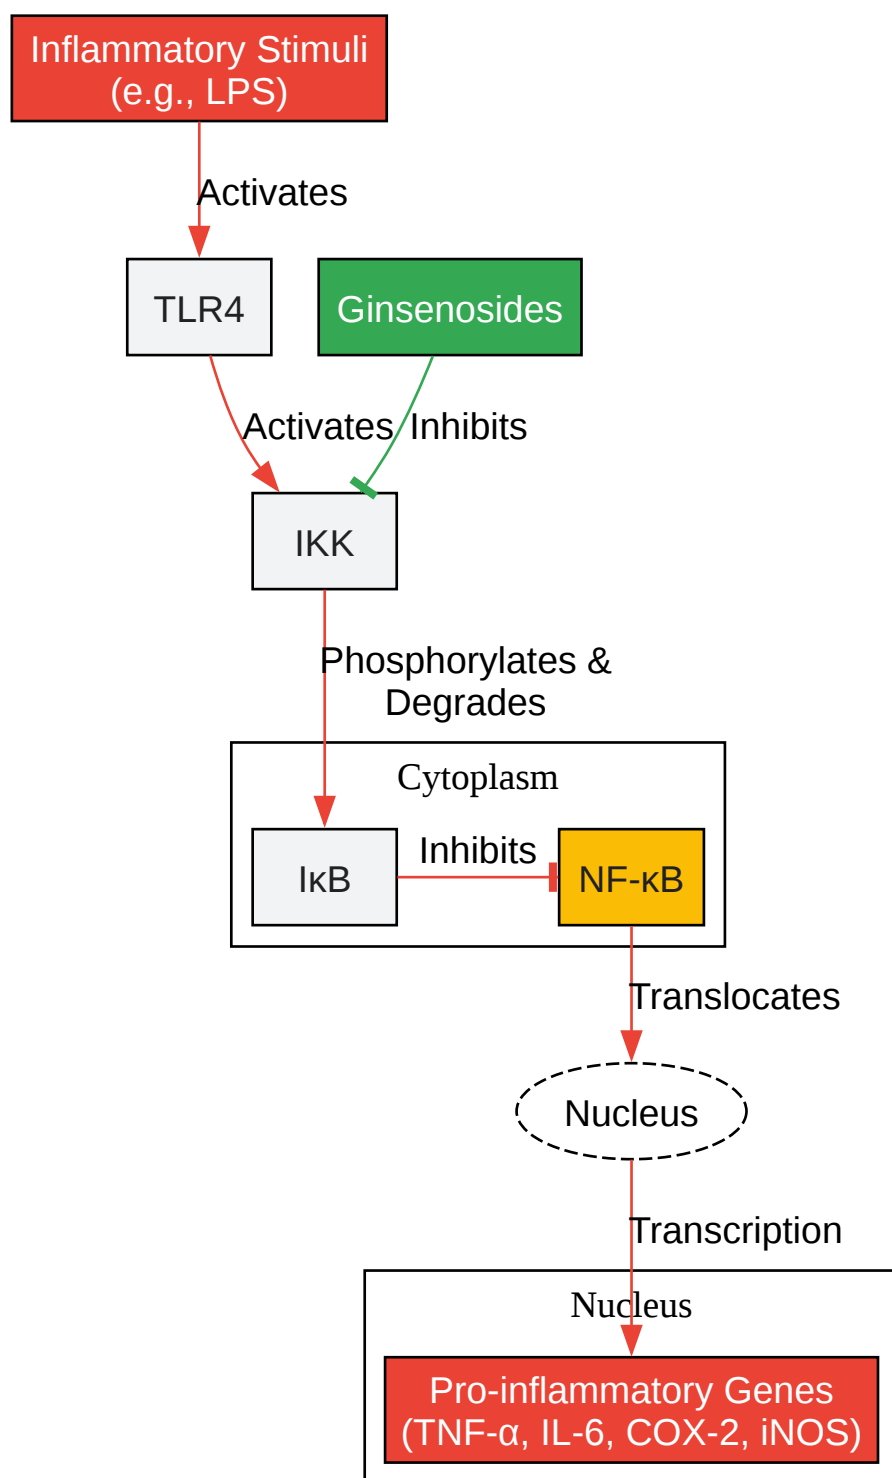 Inflammatory Stimuli
(e.g., LPS)
Activates
TLR4
Ginsenosides
Activates
Inhibits
IKK
Phosphorylates &
Degrades
Cytoplasm
IκB
Inhibits
NF-κB
Translocates
Nucleus
Transcription
Nucleus
Pro-inflammatory Genes
(TNF-α, IL-6, COX-2, iNOS)